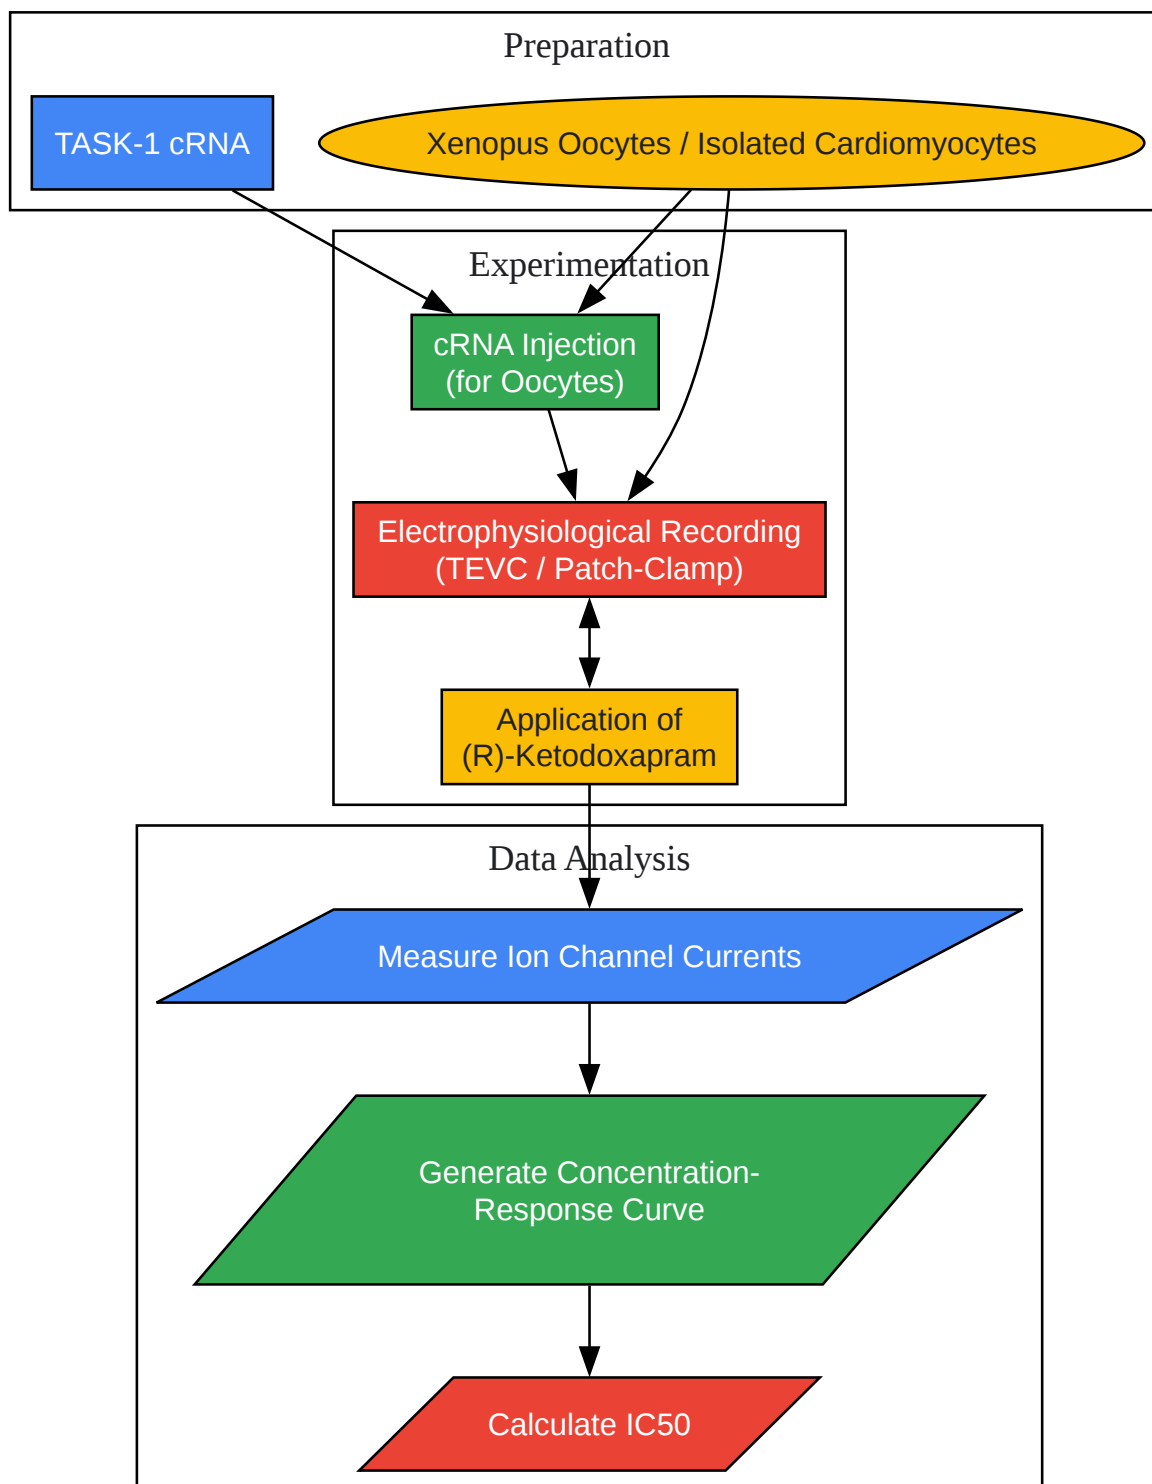 Preparation
TASK-1 cRNA
Xenopus Oocytes / Isolated Cardiomyocytes
Experimentation
cRNA Injection
(for Oocytes)
Electrophysiological Recording
(TEVC / Patch-Clamp)
Application of
(R)-Ketodoxapram
Data Analysis
Measure Ion Channel Currents
Generate Concentration-
Response Curve
Calculate IC50